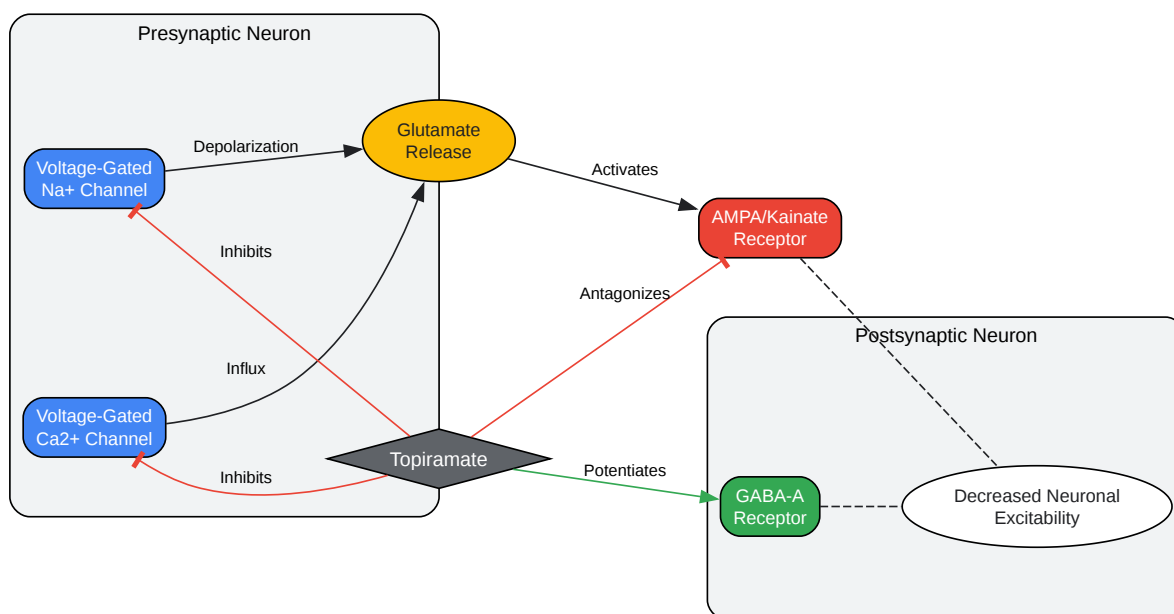 Presynaptic Neuron
Glutamate
Release
Depolarization
Voltage-Gated
Na+ Channel
Activates
AMPA/Kainate
Receptor
Inhibits
Antagonizes
Postsynaptic Neuron
Influx
Voltage-Gated
Ca2+ Channel
Topiramate
Inhibits
Potentiates
GABA-A
Receptor
Decreased Neuronal
Excitability